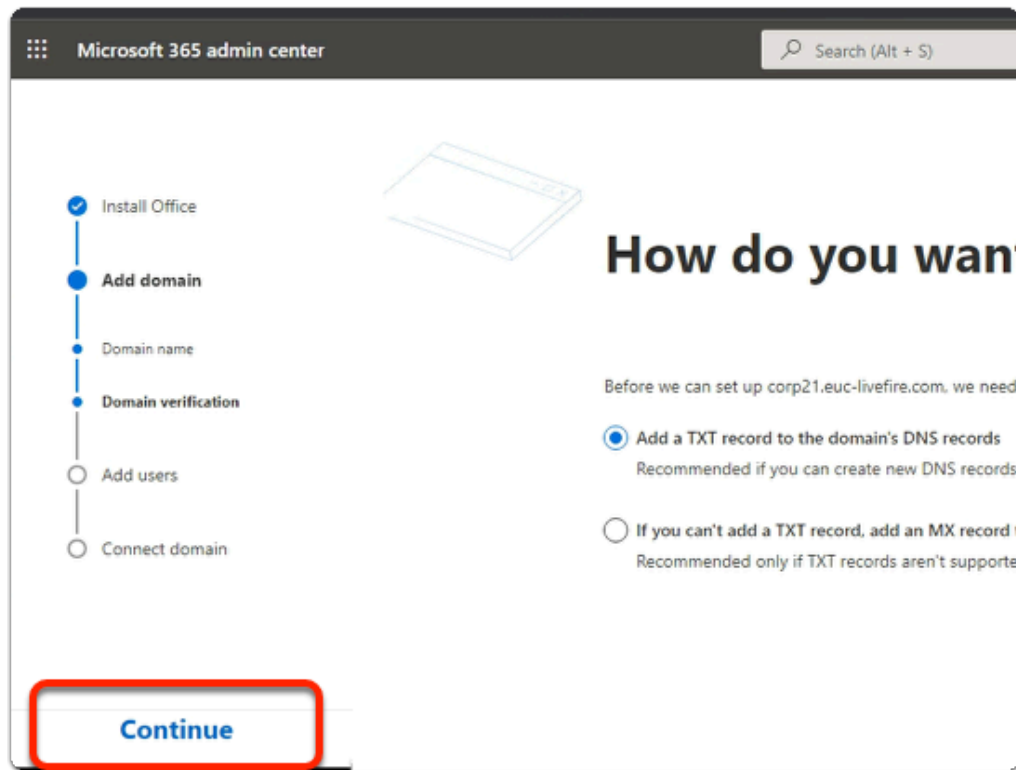 Microsoft 365 admin center
Search (Alt + S)
Install Office
Add domain
Domain name
Domain verification
Add users
Connect domain
How do you want
Before we can set up corp21.euc-livefire.com, we need
Add a TXT record to the domain's DNS records
Recommended if you can create new DNS records
If you can't add a TXT record, add an MX record
Recommended only if TXT records aren't supporte
Continue